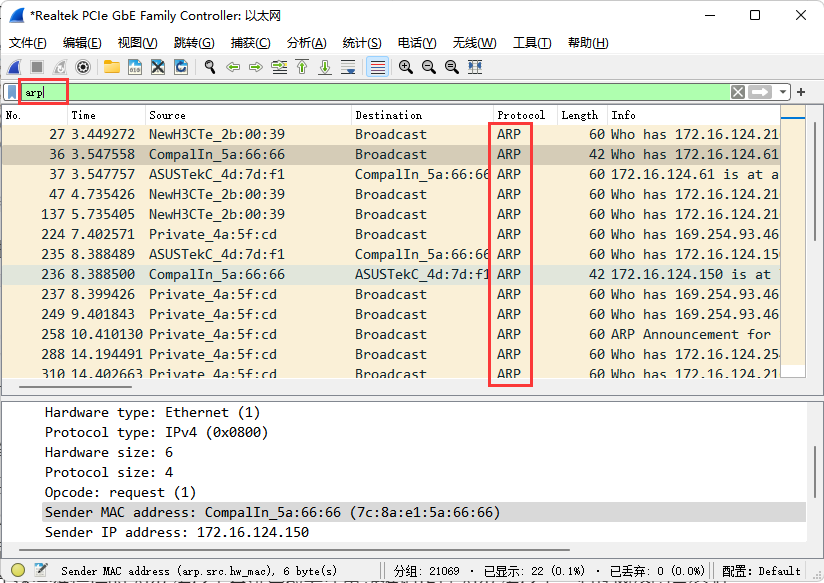 *Realtek PCIe GbE Family Controller: 以太网
文件(F) 编辑(E) 视图(V) 跳转(G) 捕获(C) 分析(A) 统计(S) 电话(Y) 无线(W) 工具(T) 帮助(H)
arp
No. Time Source Destination Protocol Length Info
27 3.449272 NewH3CTe_2b:00:39 Broadcast ARP 60 Who has 172.16.124.21
36 3.547558 CompalIn_5a:66:66 Broadcast ARP 42 Who has 172.16.124.61
37 3.547757 ASUSTekC_4d:7d:f1 CompalIn_5a:66:66 ARP 60 172.16.124.61 is at a
47 4.735426 NewH3CTe_2b:00:39 Broadcast ARP 60 Who has 172.16.124.21
137 5.735405 NewH3CTe_2b:00:39 Broadcast ARP 60 Who has 172.16.124.21
224 7.402571 Private_4a:5f:cd Broadcast ARP 60 Who has 169.254.93.46
235 8.388489 ASUSTekC_4d:7d:f1 CompalIn_5a:66:66 ARP 60 Who has 172.16.124.150
236 8.388500 CompalIn_5a:66:66 ASUSTekC_4d:7d:f1 ARP 42 172.16.124.150 is at
237 8.399426 Private_4a:5f:cd Broadcast ARP 60 Who has 169.254.93.46
249 9.401843 Private_4a:5f:cd Broadcast ARP 60 Who has 169.254.93.46
258 10.410130 Private_4a:5f:cd Broadcast ARP 60 ARP Announcement for
288 14.194491 Private_4a:5f:cd Broadcast ARP 60 Who has 172.16.124.25
310 14.402663 Private_4a:5f:cd Broadcast ARP 60 Who has 172.16.124.21
Hardware type: Ethernet (1)
Protocol type: IPv4 (0x0800)
Hardware size: 6
Protocol size: 4
Opcode: request (1)
Sender MAC address: CompalIn_5a:66:66 (7c:8a:e1:5a:66:66)
Sender IP address: 172.16.124.150
Sender MAC address (arp.src.hw_mac), 6 byte(s) 分组: 21069 · 已显示: 22 (0.1%) · 已丢弃: 0 (0.0%) 配置: Default